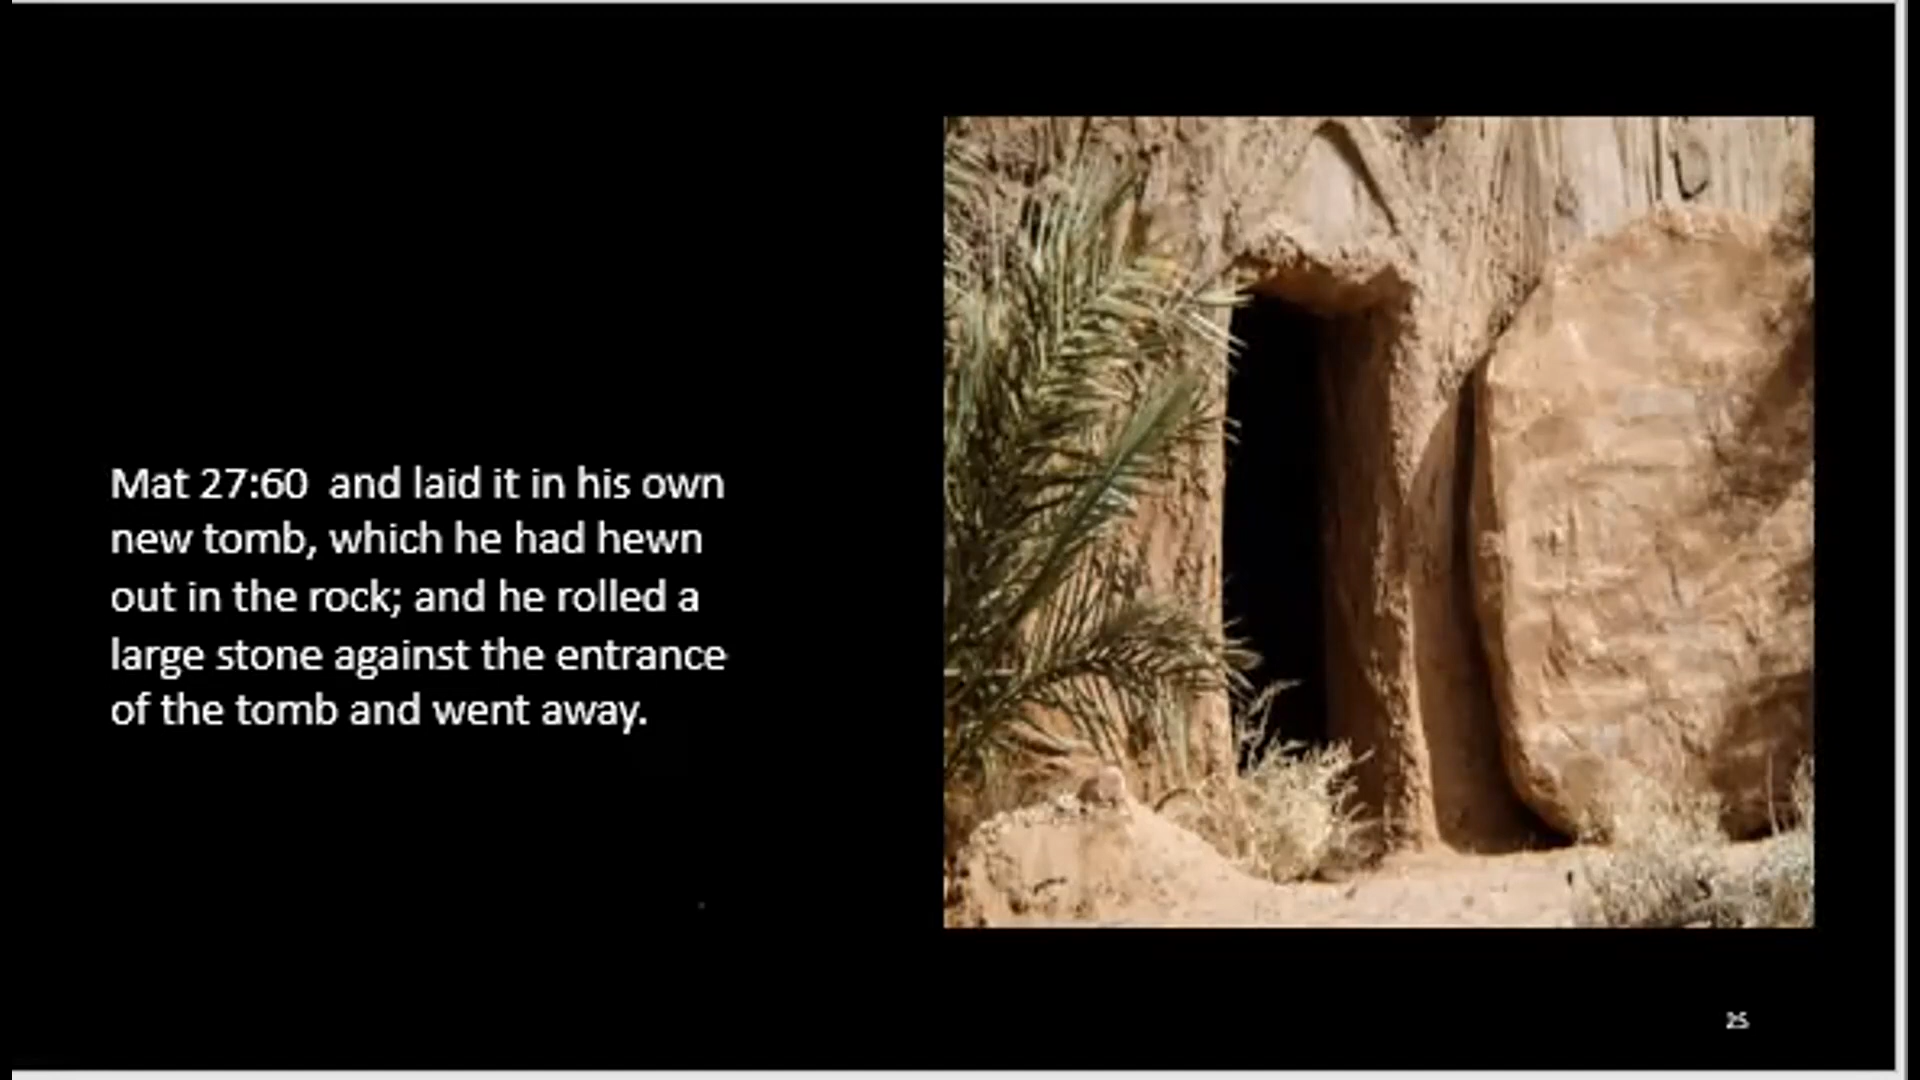 Mat 27:60  and laid it in his own
new tomb, which he had hewn
out in the rock; and he rolled a
large stone against the entrance
of the tomb and went away.
25